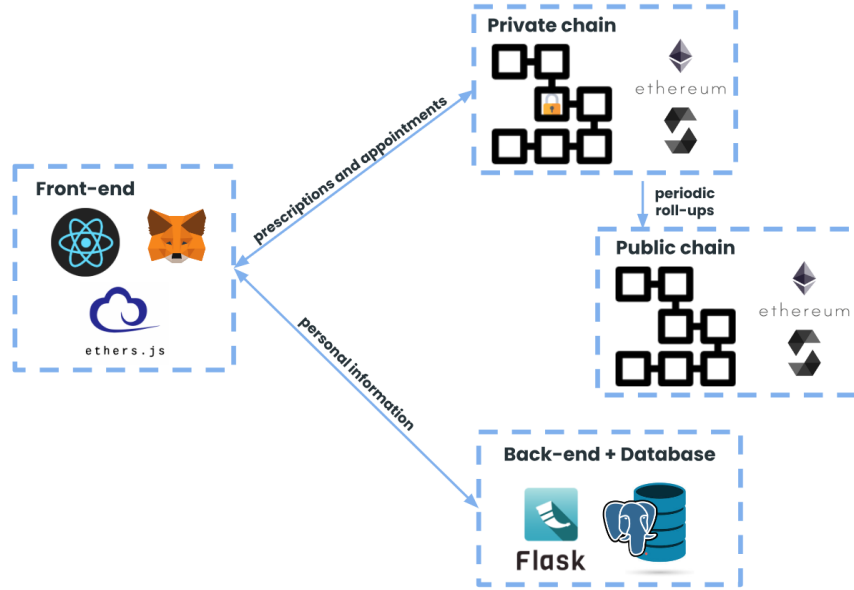 Private chain
ethereum
prescriptions and appointments
Front-end
ethers.js
periodic
roll-ups
Public chain
ethereum
personal information
Back-end + Database
Flask